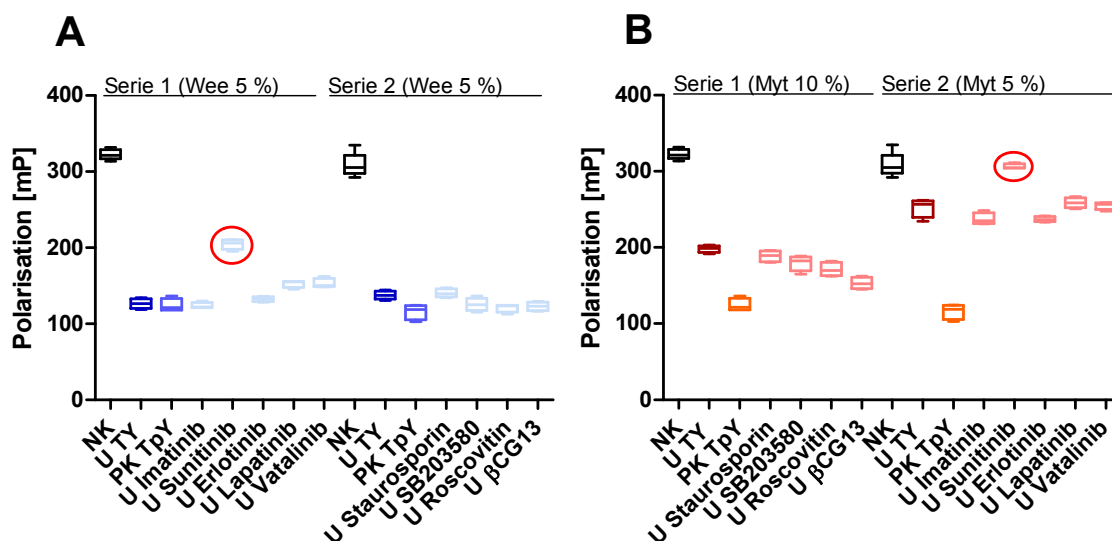 A
Serie 1 (Wee 5 %) Serie 2 (Wee 5 %)
Polarisation [mP]
400
300
200
100
0
NK
U TY
PK TpY
U Imatinib
U Sunitinib
U Erlotinib
U Lapatinib
U Vatalinib
NK
U TY
PK TpY
U Staurosporin
U SB203580
U Roscovitin
U βCG13
B
Serie 1 (Myt 10 %) Serie 2 (Myt 5 %)
Polarisation [mP]
400
300
200
100
0
NK
U TY
PK TpY
U Staurosporin
U SB203580
U Roscovitin
U βCG13
NK
U TY
PK TpY
U Imatinib
U Sunitinib
U Erlotinib
U Lapatinib
U Vatalinib